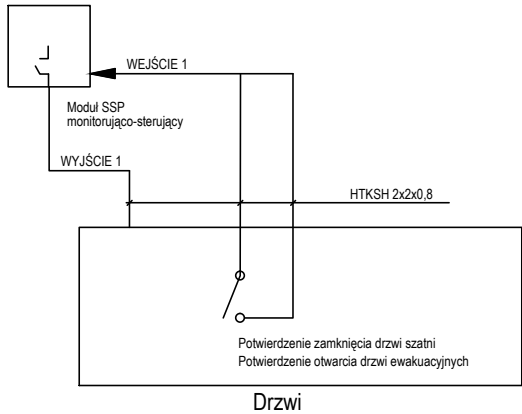 WEJŚCIE 1
Moduł SSP
monitorująco-sterujący
WYJŚCIE 1
HTKSH 2x2x0,8
Potwierdzenie zamknięcia drzwi szatni
Potwierdzenie otwarcia drzwi ewakuacyjnych
Drzwi